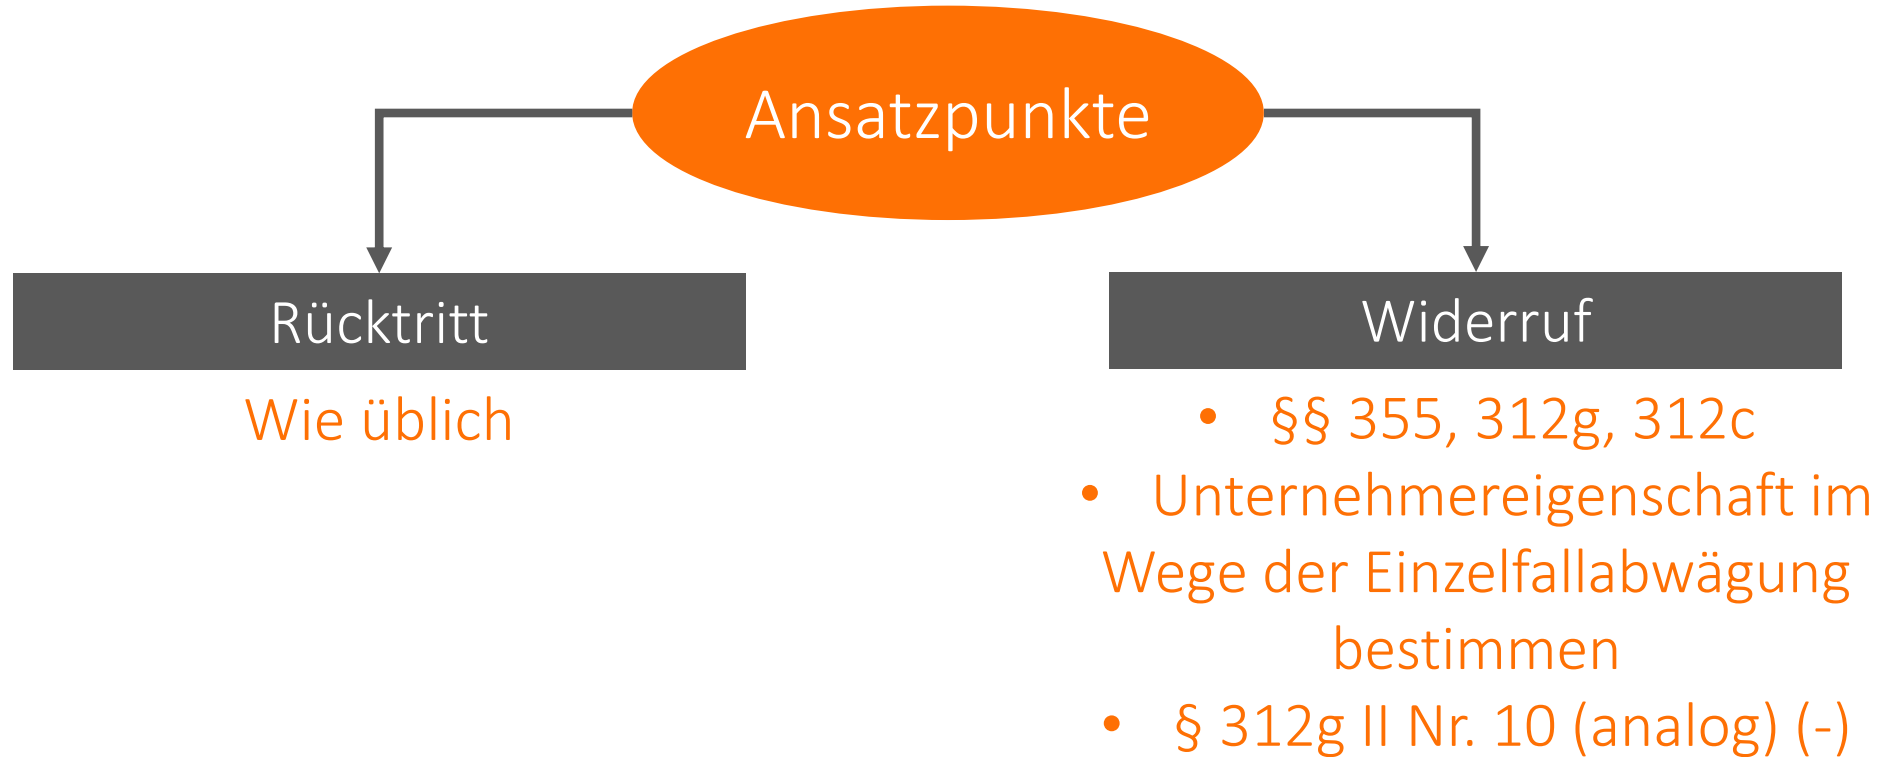 Ansatzpunkte
Rücktritt
Wie üblich
Widerruf
• §§ 355, 312g, 312c
• Unternehmereigenschaft im
Wege der Einzelfallabwägung
bestimmen
• § 312g II Nr. 10 (analog) (-)